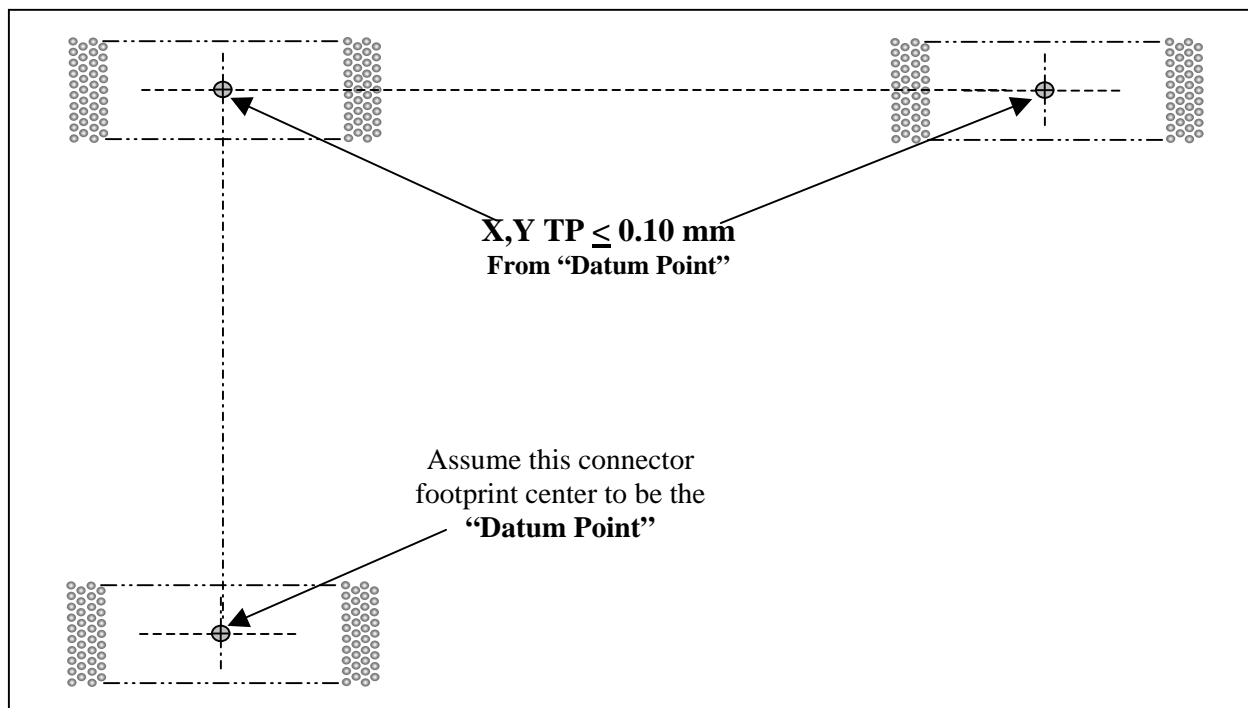 X,Y TP ≤ 0.10 mm
From “Datum Point”
Assume this connector
footprint center to be the
“Datum Point”